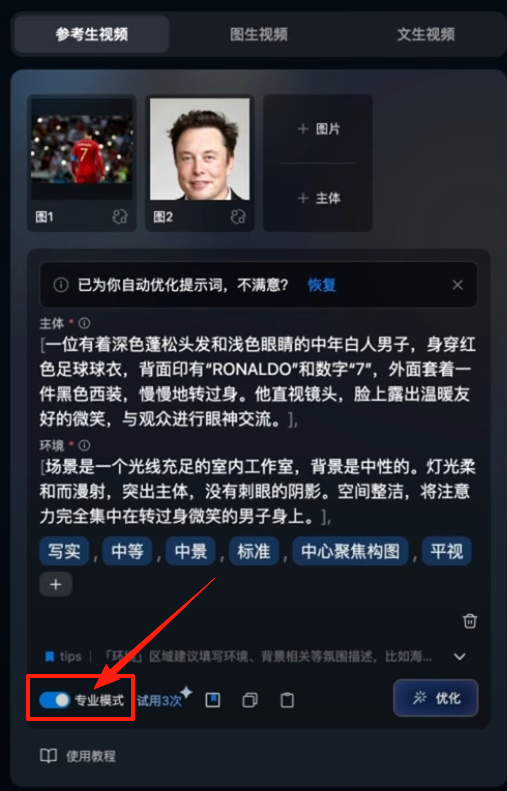 参考生视频
图生视频
文生视频
7
图1
图2
+ 图片
+ 主体
已为你自动优化提示词，不满意？ 恢复
主体 *
[一位有着深色蓬松头发和浅色眼睛的中年白人男子，身穿红
色足球球衣，背面印有“RONALDO”和数字“7”，外面套着一
件黑色西装，慢慢地转过身。他直视镜头，脸上露出温暖友
好的微笑，与观众进行眼神交流。],
环境 *
[场景是一个光线充足的室内工作室，背景是中性的。灯光柔
和而漫射，突出主体，没有刺眼的阴影。空间整洁，将注意
力完全集中在转过身微笑的男子身上。],
写实 , 中等 , 中景 , 标准 , 中心聚焦构图 , 平视
+
tips | 「环境」区域建议填写环境、背景相关等氛围描述，比如海...
专业模式 试用3次 优化
使用教程